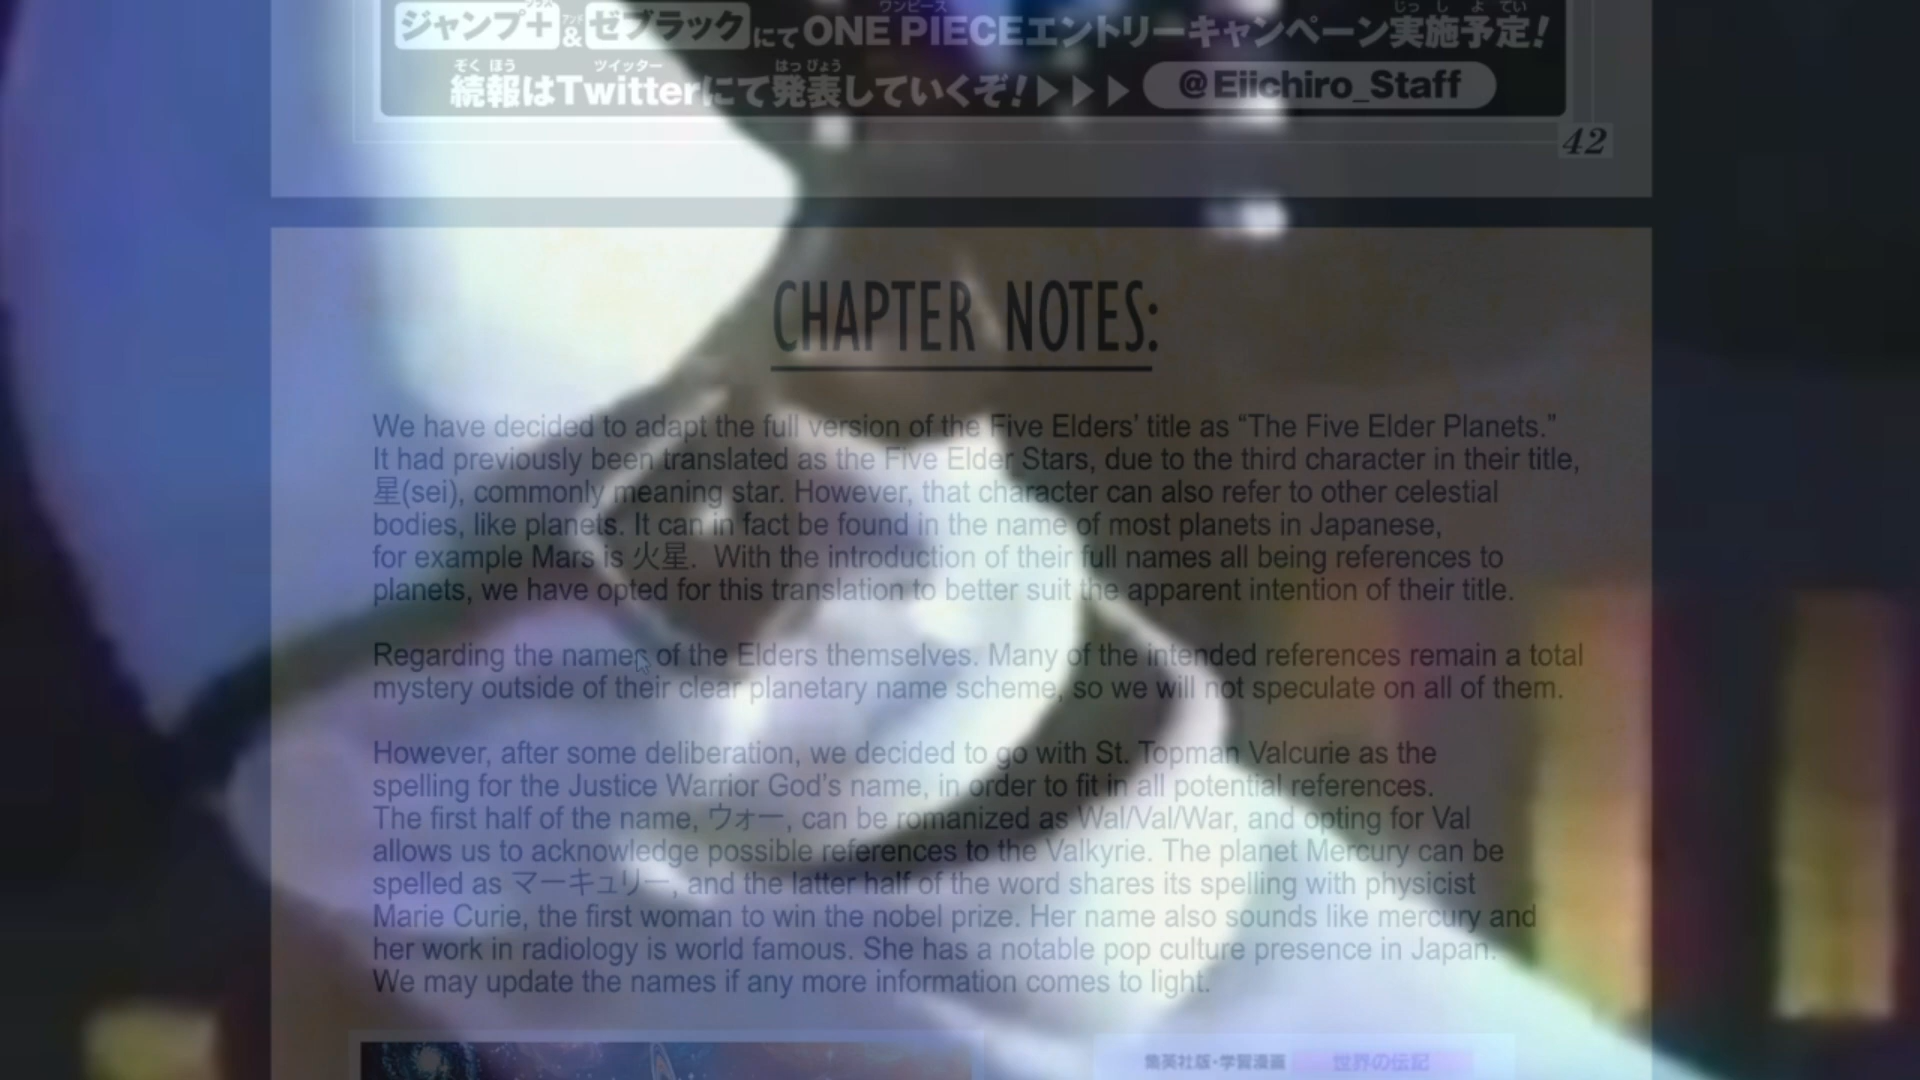 ジャンプ+&ゼブラックにてONE PIECEエントリーキャンペーン実施予定!
続報はTwitterにて発表していくぞ!▶▶▶ @Eiichiro_Staff
42
CHAPTER NOTES:
We have decided to adapt the full version of the Five Elders' title as “The Five Elder Planets.”
It had previously been translated as the Five Elder Stars, due to the third character in their title,
星(sei), commonly meaning star. However, that character can also refer to other celestial
bodies, like planets. It can in fact be found in the name of most planets in Japanese,
for example Mars is 火星. With the introduction of their full names all being references to
planets, we have opted for this translation to better suit the apparent intention of their title.
Regarding the names of the Elders themselves. Many of the intended references remain a total
mystery outside of their clear planetary name scheme, so we will not speculate on all of them.
However, after some deliberation, we decided to go with St. Topman Valcurie as the
spelling for the Justice Warrior God's name, in order to fit in all potential references.
The first half of the name, ウォー, can be romanized as Wal/Val/War, and opting for Val
allows us to acknowledge possible references to the Valkyrie. The planet Mercury can be
spelled as マーキュリー, and the latter half of the word shares its spelling with physicist
Marie Curie, the first woman to win the nobel prize. Her name also sounds like mercury and
her work in radiology is world famous. She has a notable pop culture presence in Japan.
We may update the names if any more information comes to light.
集英社版・学習漫画 世界の伝記